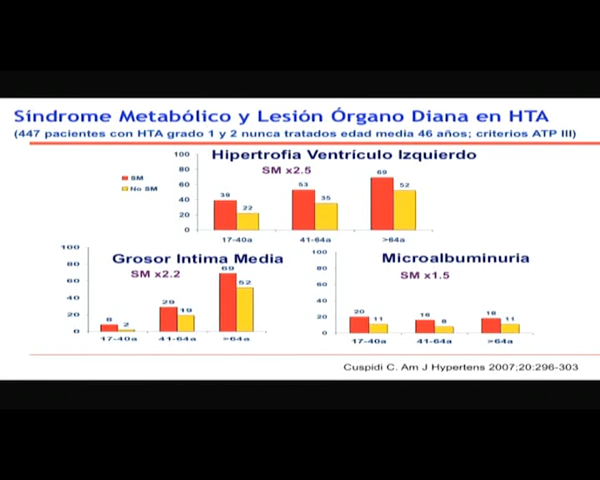 Síndrome Metabólico y Lesión Órgano Diana en HTA
(447 pacientes con HTA grado 1 y 2 nunca tratados edad media 46 años; criterios ATP III)
Hipertrofia Ventrículo Izquierdo
SM x2.5
SM
No SM
100
80
60
40
20
0
39
22
53
35
69
52
17-40a
41-64a
>64a
Grosor Intima Media
SM x2.2
100
80
60
40
20
0
8
2
29
19
69
52
17-40a
41-64a
>64a
Microalbuminuria
SM x1.5
100
80
60
40
20
0
20
11
16
8
18
11
17-40a
41-64a
>64a
Cuspidi C. Am J Hypertens 2007;20:296-303